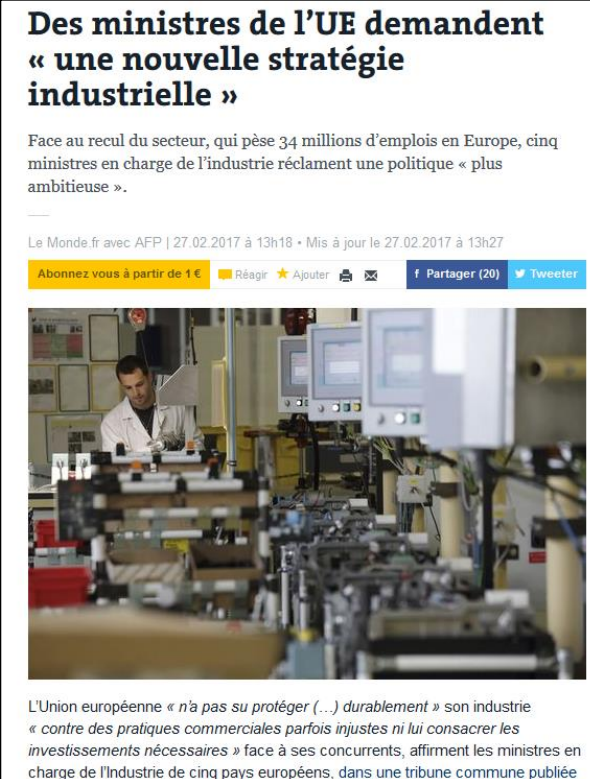 Des ministres de l’UE demandent
« une nouvelle stratégie
industrielle »
Face au recul du secteur, qui pèse 34 millions d’emplois en Europe, cinq
ministres en charge de l’industrie réclament une politique « plus
ambitieuse ».
Le Monde.fr avec AFP | 27.02.2017 à 13h18 • Mis à jour le 27.02.2017 à 13h27
Abonnez vous à partir de 1 € Réagir Ajouter f Partager (20) Tweeter
L’Union européenne « n’a pas su protéger (…) durablement » son industrie
« contre des pratiques commerciales parfois injustes ni lui consacrer les
investissements nécessaires » face à ses concurrents, affirment les ministres en
charge de l’Industrie de cinq pays européens, dans une tribune commune publiée